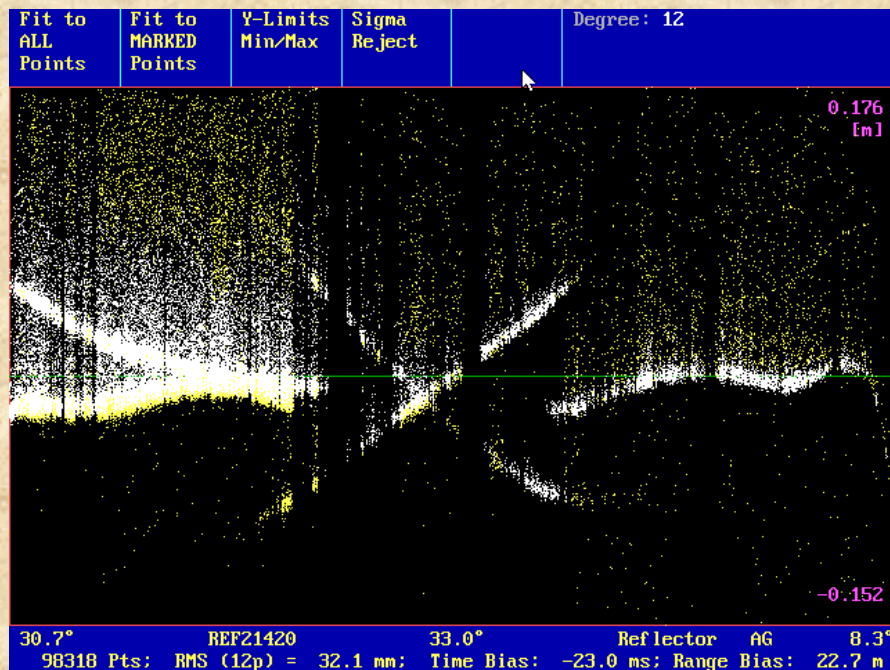 Fit to ALL Points
Fit to MARKED Points
Y-Limits Min/Max
Sigma Reject
Degree: 12
0.176
[m]
-0.152
30.7° REF21420 33.0° Reflector AG 8.3°
98318 Pts; RMS (12p) = 32.1 mm; Time Bias: -23.0 ms; Range Bias: 22.7 m